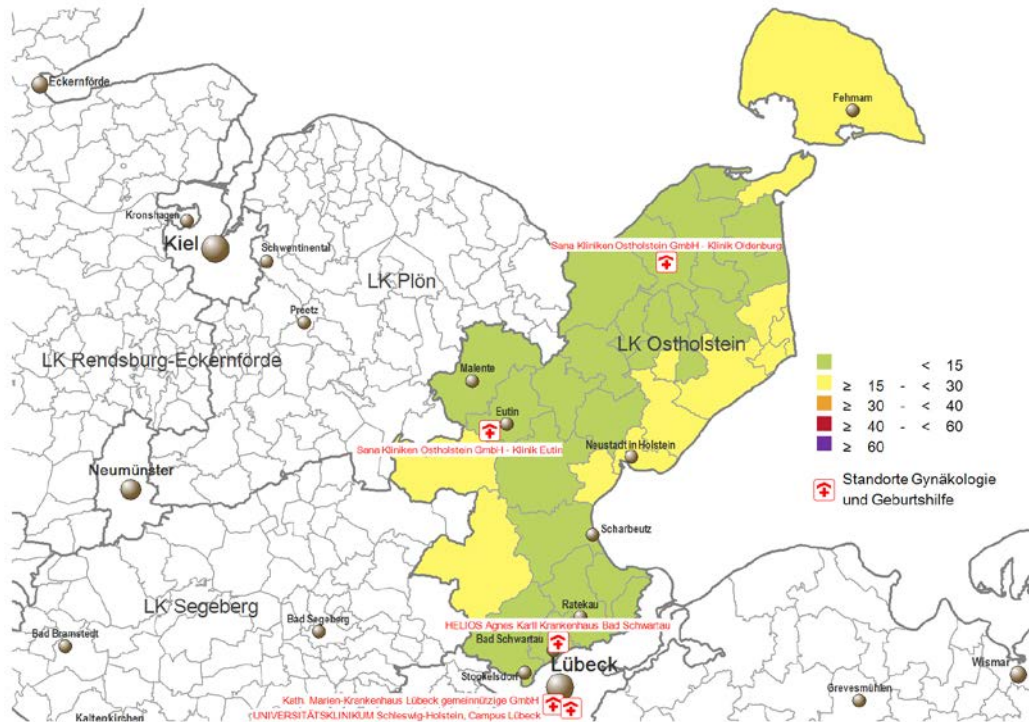 Eckernförde
Fehmarn
Kronshagen
Kiel
Schwentinental
Sana Kliniken Ostholstein GmbH - Klinik Oldenburg
LK Plön
Preetz
LK Ostholstein
LK Rendsburg-Eckernförde
Malente
< 15
≥ 15 - < 30
≥ 30 - < 40
≥ 40 - < 60
≥ 60
Eutin
Sana Kliniken Ostholstein GmbH - Klinik Eutin
Neustadt in Holstein
Neumünster
Standorte Gynäkologie
und Geburtshilfe
Scharbeutz
LK Segeberg
Ratekau
Bad Segeberg
HELIOS Agnes Karll Krankenhaus Bad Schwartau
Bad Bramstedt
Bad Schwartau
Lübeck
Stockelsdorf
Wismar
Grevesmühlen
Kath. Marien-Krankenhaus Lübeck gemeinnützige GmbH
UNIVERSITÄTSKLINIKUM Schleswig-Holstein, Campus Lübeck
Kaltenkirchen